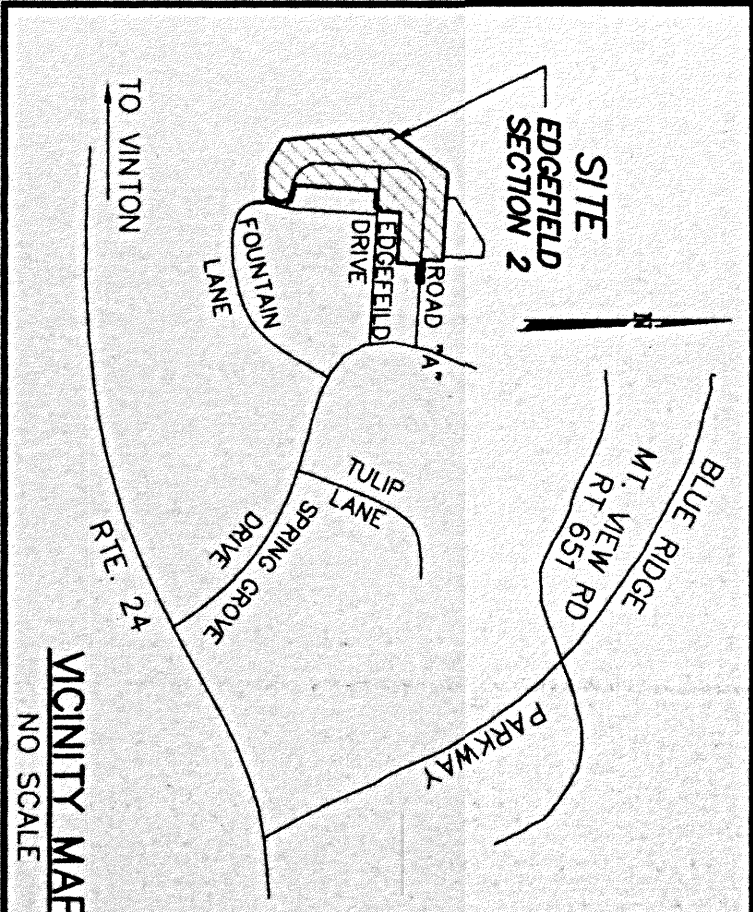 SITE
EDGEFIELD
SECTION 2
N
BLUE RIDGE
PARKWAY
MT. VIEW RD
RT 651
ROAD "A"
EDGEFEILD
DRIVE
FOUNTAIN
LANE
TULIP
LANE
SPRING GROVE
DRIVE
TO VINTON
RTE. 24
VICINITY MAP
NO SCALE